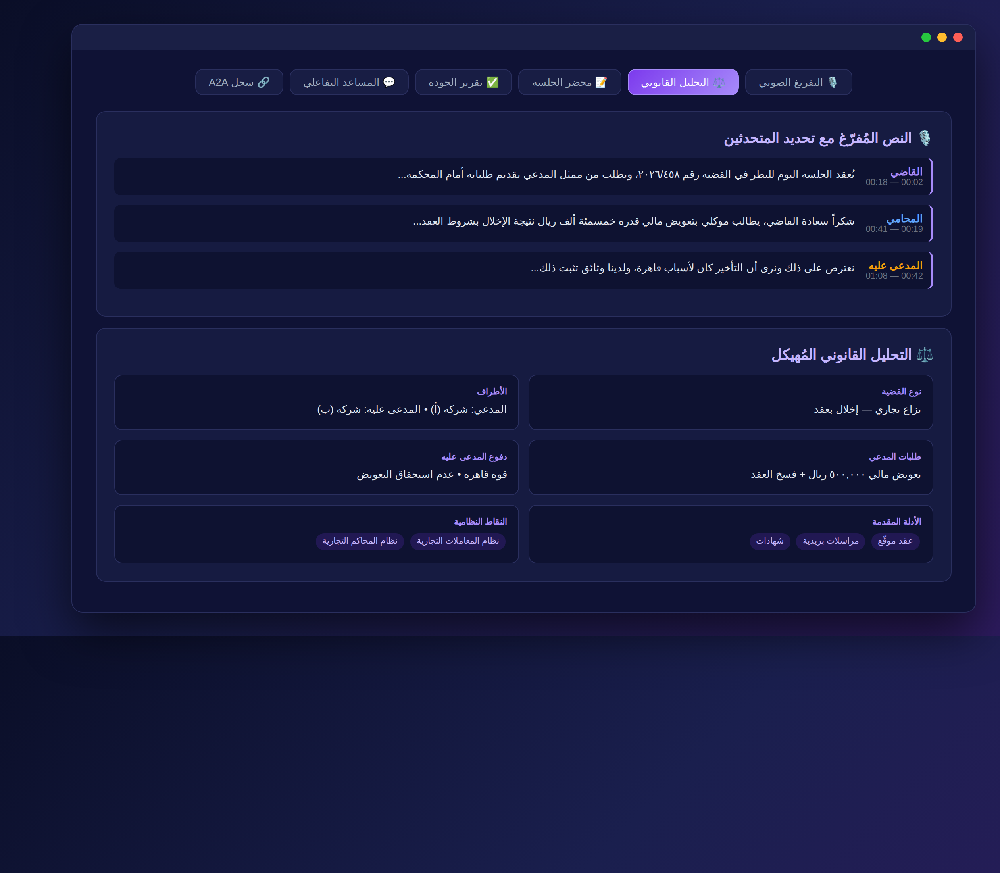 🎙️ التفريغ الصوتي
⚖️ التحليل القانوني
📝 محضر الجلسة
✅ تقرير الجودة
💬 المساعد التفاعلي
🔗 سجل A2A
🎙️ النص المُفرّغ مع تحديد المتحدثين
القاضي
00:02 — 00:18
تُعقد الجلسة اليوم للنظر في القضية رقم ٢٠٢٦/٤٥٨، ونطلب من ممثل المدعي تقديم طلباته أمام المحكمة...
المحامي
00:19 — 00:41
شكراً سعادة القاضي، يطالب موكلي بتعويض مالي قدره خمسمئة ألف ريال نتيجة الإخلال بشروط العقد...
المدعى عليه
00:42 — 01:08
نعترض على ذلك ونرى أن التأخير كان لأسباب قاهرة، ولدينا وثائق تثبت ذلك...
⚖️ التحليل القانوني المُهيكل
نوع القضية
نزاع تجاري — إخلال بعقد
الأطراف
المدعي: شركة (أ) • المدعى عليه: شركة (ب)
طلبات المدعي
تعويض مالي ٥٠٠,٠٠٠ ريال + فسخ العقد
دفوع المدعى عليه
قوة قاهرة • عدم استحقاق التعويض
الأدلة المقدمة
عقد موقّع
مراسلات بريدية
شهادات
النقاط النظامية
نظام المعاملات التجارية
نظام المحاكم التجارية